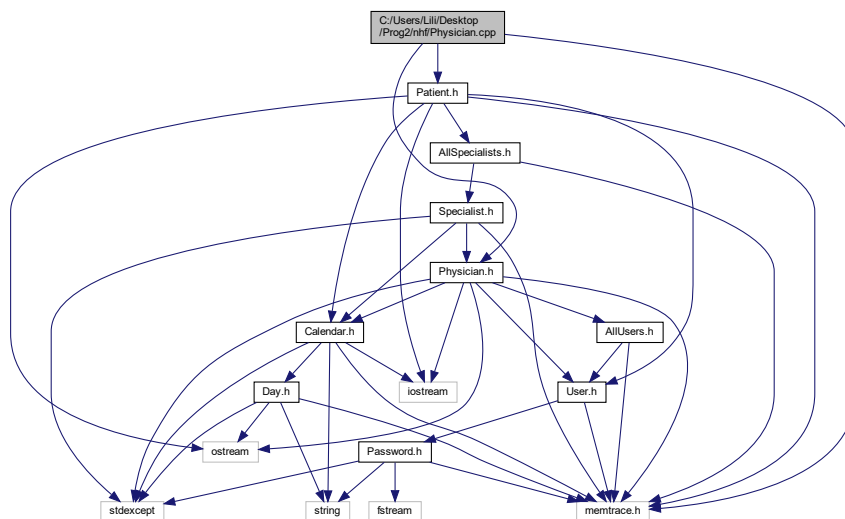 C:/Users/Lili/Desktop
/Prog2/nhf/Physician.cpp
Patient.h
AllSpecialists.h
Specialist.h
Physician.h
Calendar.h
AllUsers.h
Day.h
iostream
User.h
ostream
Password.h
stdexcept
string
fstream
memtrace.h